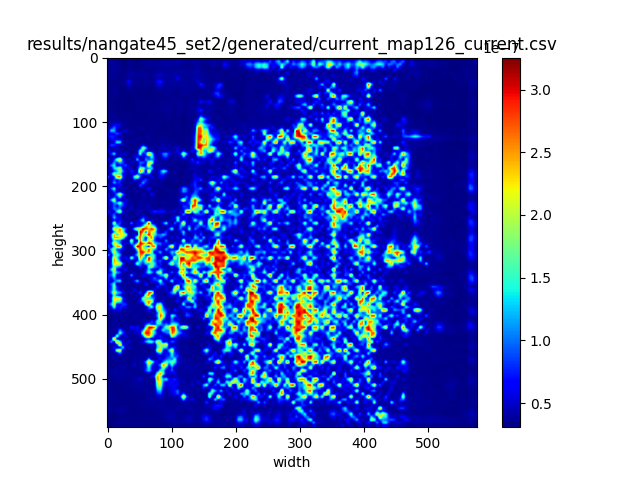 results/nangate45_set2/generated/current_map126_current.csv
1e−7
0
100
200
300
400
500
height
0 100 200 300 400 500
width
3.0
2.5
2.0
1.5
1.0
0.5